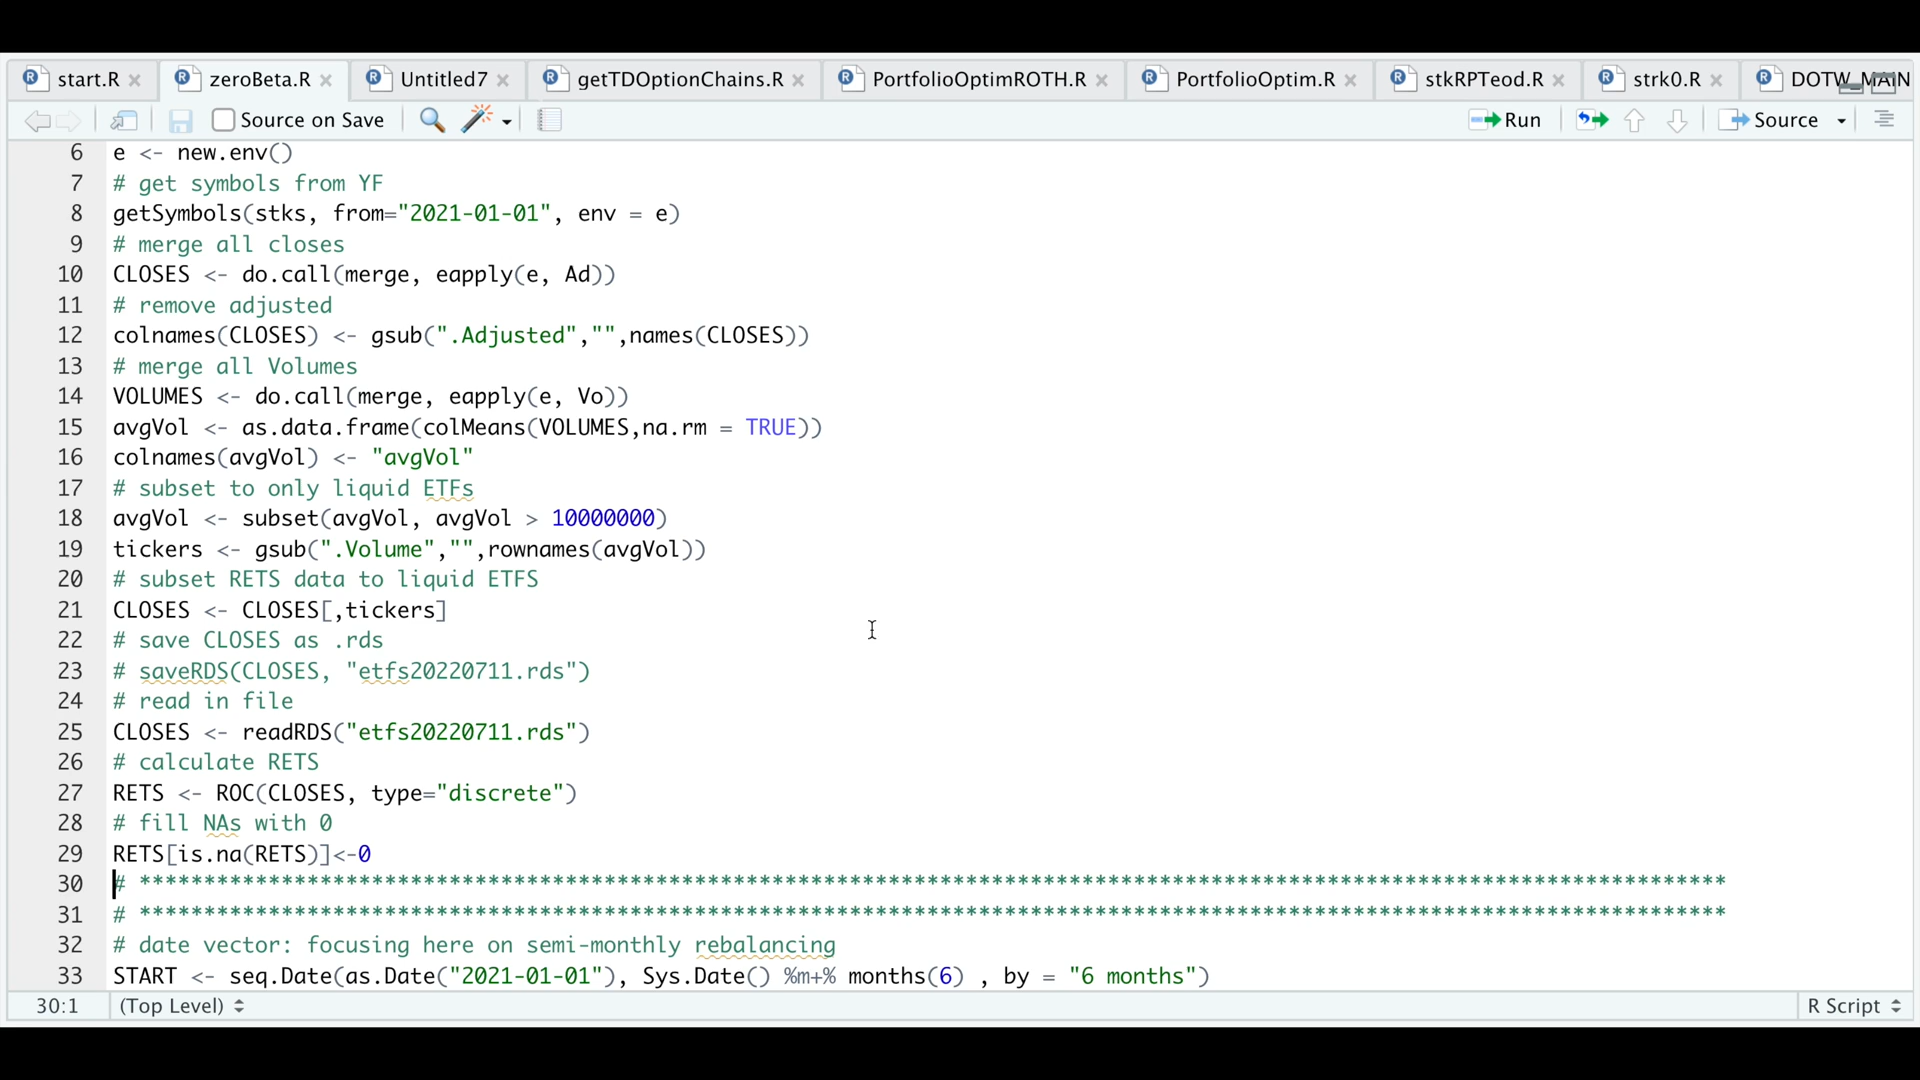 start.R zeroBeta.R Untitled7 getTDOptionChains.R PortfolioOptimROTH.R PortfolioOptim.R stkRPTeod.R strk0.R DOTW_MAIN
Source on Save Run Source
6 e <- new.env()
7 # get symbols from YF
8 getSymbols(stks, from="2021-01-01", env = e)
9 # merge all closes
10 CLOSES <- do.call(merge, eapply(e, Ad))
11 # remove adjusted
12 colnames(CLOSES) <- gsub(".Adjusted","",names(CLOSES))
13 # merge all Volumes
14 VOLUMES <- do.call(merge, eapply(e, Vo))
15 avgVol <- as.data.frame(colMeans(VOLUMES,na.rm = TRUE))
16 colnames(avgVol) <- "avgVol"
17 # subset to only liquid ETFs
18 avgVol <- subset(avgVol, avgVol > 10000000)
19 tickers <- gsub(".Volume","",rownames(avgVol))
20 # subset RETS data to liquid ETFS
21 CLOSES <- CLOSES[,tickers]
22 # save CLOSES as .rds
23 # saveRDS(CLOSES, "etfs20220711.rds")
24 # read in file
25 CLOSES <- readRDS("etfs20220711.rds")
26 # calculate RETS
27 RETS <- ROC(CLOSES, type="discrete")
28 # fill NAs with 0
29 RETS[is.na(RETS)]<-0
30 # ***************************************************************************************************************************
31 # ***************************************************************************************************************************
32 # date vector: focusing here on semi-monthly rebalancing
33 START <- seq.Date(as.Date("2021-01-01"), Sys.Date() %m+% months(6) , by = "6 months")
30:1 (Top Level) R Script